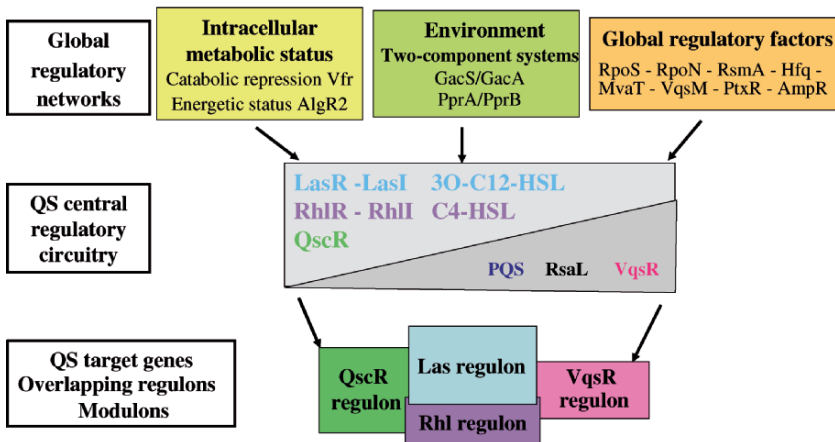 Global
regulatory
networks
Intracellular
metabolic status
Catabolic repression Vfr
Energetic status AlgR2
Environment
Two-component systems
GacS/GacA
PprA/PprB
Global regulatory factors
RpoS - RpoN - RsmA - Hfq -
MvaT - VqsM - PtxR - AmpR
QS central
regulatory
circuitry
LasR -LasI 3O-C12-HSL
RhlR - RhlI C4-HSL
QscR
PQS RsaL VqsR
QS target genes
Overlapping regulons
Modulons
QscR
regulon
Las regulon
Rhl regulon
VqsR
regulon